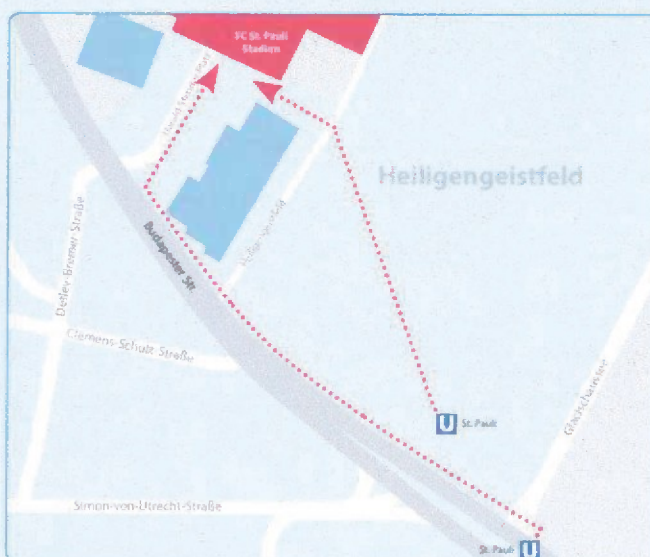 FC St. Pauli
Stadion
Heiligengeistfeld
Budapester Str.
Detlev-Bremer-Straße
Clemens-Schultz-Straße
Glacischaussee
St. Pauli
Simon-von-Utrecht-Straße
St. Pauli